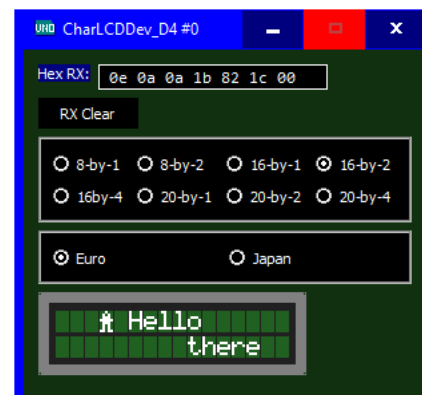 UNO CharLCDDev_D4 #0
Hex RX: 0e 0a 0a 1b 82 1c 00
RX Clear
8-by-1 8-by-2 16-by-1 16-by-2
16by-4 20-by-1 20-by-2 20-by-4
Euro Japan
Hello
there